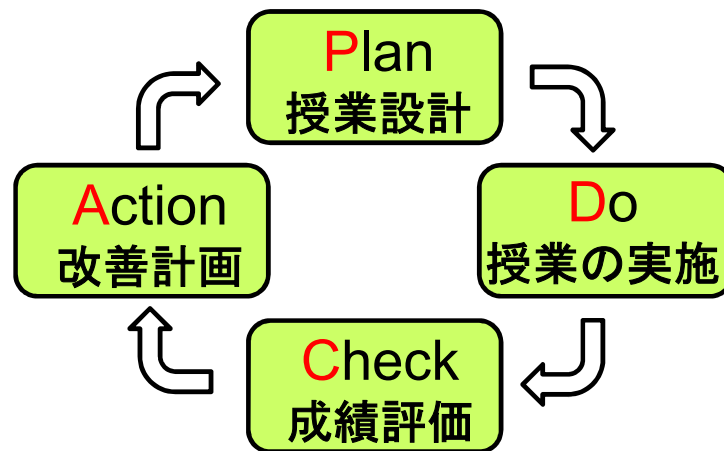 Plan
授業設計
Do
授業の実施
Check
成績評価
Action
改善計画